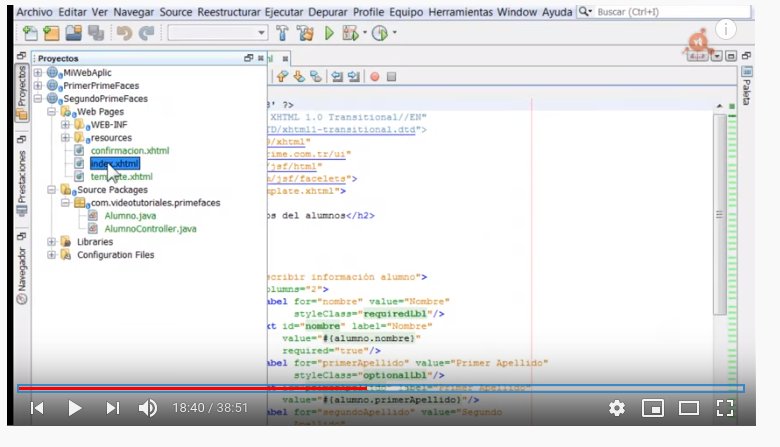 Archivo Editar Ver Navegar Source Reestructurar Ejecutar Depurar Profile Equipo Herramientas Window Ayuda Buscar (Ctrl+I)
Proyectos
MiWebAplic
PrimerPrimeFaces
SegundoPrimeFaces
Web Pages
WEB-INF
resources
confirmacion.xhtml
index.xhtml
template.xhtml
Source Packages
com.videotutoriales.primefaces
Alumno.java
AlumnoController.java
Libraries
Configuration Files
Proyectos
Prestaciones
Navegador
Paleta
8' ?>
XHTML 1.0 Transitional//EN"
TD/xhtml1-transitional.dtd">
/xhtml"
ime.com.tr/ui"
/jsf/html"
m/jsf/facelets">
mplate.xhtml">
os del alumnos</h2>
scribir información alumno">
olumns="2">
abel for="nombre" value="Nombre"
styleClass="requiredLbl"/>
xt id="nombre" label="Nombre"
value="#{alumno.nombre}"
required="true"/>
abel for="primerApellido" value="Primer Apellido"
styleClass="optionalLbl"/>
value="#{alumno.primerApellido}"/>
abel for="segundoApellido" value="Segundo
Apellido"
18:40 / 38:51